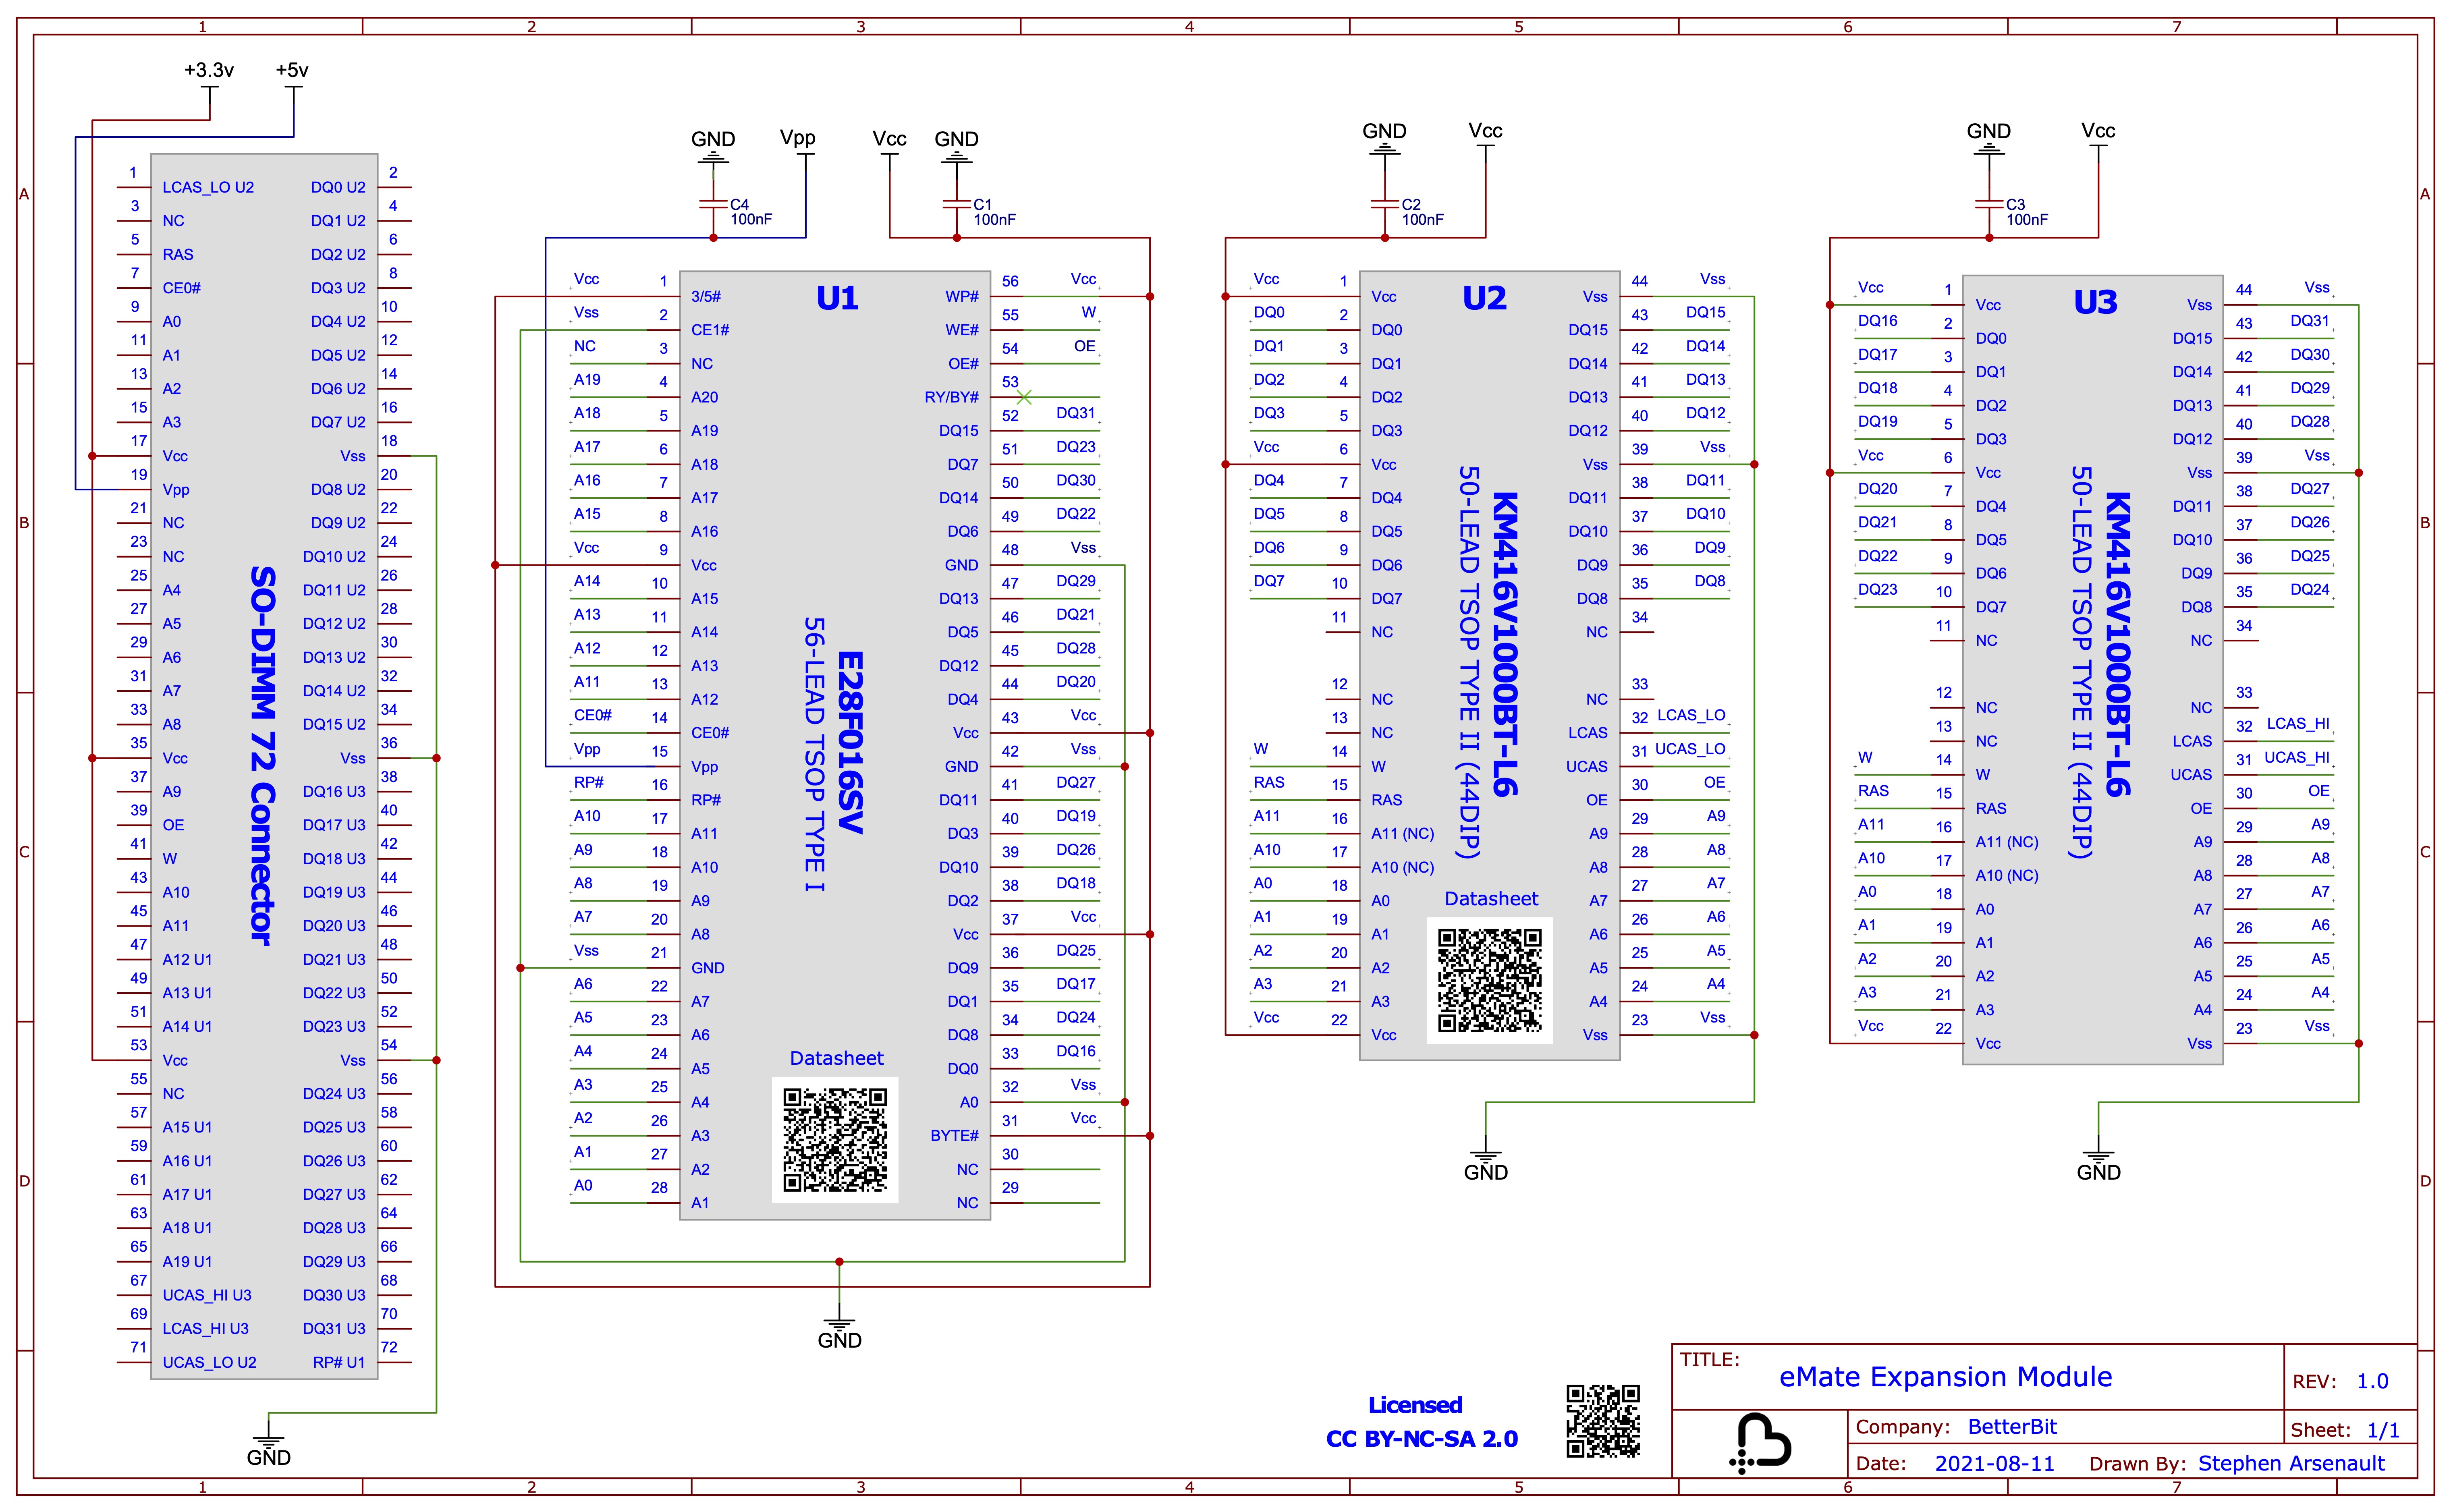 1 2 3 4 5 6 7
A
B
C
D
A
B
C
D
+3.3v +5v
1 LCAS_LO U2 DQ0 U2 2
3 NC DQ1 U2 4
5 RAS DQ2 U2 6
7 CE0# DQ3 U2 8
9 A0 DQ4 U2 10
11 A1 DQ5 U2 12
13 A2 DQ6 U2 14
15 A3 DQ7 U2 16
17 Vcc Vss 18
19 Vpp DQ8 U2 20
21 NC DQ9 U2 22
23 NC DQ10 U2 24
25 A4 DQ11 U2 26
27 A5 DQ12 U2 28
29 A6 DQ13 U2 30
31 A7 DQ14 U2 32
33 A8 DQ15 U2 34
35 Vcc Vss 36
37 A9 DQ16 U3 38
39 OE DQ17 U3 40
41 W DQ18 U3 42
43 A10 DQ19 U3 44
45 A11 DQ20 U3 46
47 A12 U1 DQ21 U3 48
49 A13 U1 DQ22 U3 50
51 A14 U1 DQ23 U3 52
53 Vcc Vss 54
55 NC DQ24 U3 56
57 A15 U1 DQ25 U3 58
59 A16 U1 DQ26 U3 60
61 A17 U1 DQ27 U3 62
63 A18 U1 DQ28 U3 64
65 A19 U1 DQ29 U3 66
67 UCAS_HI U3 DQ30 U3 68
69 LCAS_HI U3 DQ31 U3 70
71 UCAS_LO U2 RP# U1 72
SO-DIMM 72 Connector
GND
GND Vpp Vcc GND
C4
100nF
C1
100nF
U1
Vcc 1 3/5# WP# 56 Vcc
Vss 2 CE1# WE# 55 W
NC 3 NC OE# 54 OE
A19 4 A20 RY/BY# 53
A18 5 A19 DQ15 52 DQ31
A17 6 A18 DQ7 51 DQ23
A16 7 A17 DQ14 50 DQ30
A15 8 A16 DQ6 49 DQ22
Vcc 9 Vcc GND 48 Vss
A14 10 A15 DQ13 47 DQ29
A13 11 A14 DQ5 46 DQ21
A12 12 A13 DQ12 45 DQ28
A11 13 A12 DQ4 44 DQ20
CE0# 14 CE0# Vcc 43 Vcc
Vpp 15 Vpp GND 42 Vss
RP# 16 RP# DQ11 41 DQ27
A10 17 A11 DQ3 40 DQ19
A9 18 A10 DQ10 39 DQ26
A8 19 A9 DQ2 38 DQ18
A7 20 A8 Vcc 37 Vcc
Vss 21 GND DQ9 36 DQ25
A6 22 A7 DQ1 35 DQ17
A5 23 A6 DQ8 34 DQ24
A4 24 A5 DQ0 33 DQ16
A3 25 A4 A0 32 Vss
A2 26 A3 BYTE# 31 Vcc
A1 27 A2 NC 30
A0 28 A1 NC 29
E28F016SV
56-LEAD TSOP TYPE I
Datasheet
GND
GND Vcc
C2
100nF
U2
Vcc 1 Vcc Vss 44 Vss
DQ0 2 DQ0 DQ15 43 DQ15
DQ1 3 DQ1 DQ14 42 DQ14
DQ2 4 DQ2 DQ13 41 DQ13
DQ3 5 DQ3 DQ12 40 DQ12
Vcc 6 Vcc Vss 39 Vss
DQ4 7 DQ4 DQ11 38 DQ11
DQ5 8 DQ5 DQ10 37 DQ10
DQ6 9 DQ6 DQ9 36 DQ9
DQ7 10 DQ7 DQ8 35 DQ8
11 NC NC 34
12 NC NC 33
13 NC LCAS 32 LCAS_LO
W 14 W UCAS 31 UCAS_LO
RAS 15 RAS OE 30 OE
A11 16 A11 (NC) A9 29 A9
A10 17 A10 (NC) A8 28 A8
A0 18 A0 A7 27 A7
A1 19 A1 A6 26 A6
A2 20 A2 A5 25 A5
A3 21 A3 A4 24 A4
Vcc 22 Vcc Vss 23 Vss
KM416V1000BT-L6
50-LEAD TSOP TYPE II (44DIP)
Datasheet
GND
GND Vcc
C3
100nF
U3
Vcc 1 Vcc Vss 44 Vss
DQ16 2 DQ0 DQ15 43 DQ31
DQ17 3 DQ1 DQ14 42 DQ30
DQ18 4 DQ2 DQ13 41 DQ29
DQ19 5 DQ3 DQ12 40 DQ28
Vcc 6 Vcc Vss 39 Vss
DQ20 7 DQ4 DQ11 38 DQ27
DQ21 8 DQ5 DQ10 37 DQ26
DQ22 9 DQ6 DQ9 36 DQ25
DQ23 10 DQ7 DQ8 35 DQ24
11 NC NC 34
12 NC NC 33
13 NC LCAS 32 LCAS_HI
W 14 W UCAS 31 UCAS_HI
RAS 15 RAS OE 30 OE
A11 16 A11 (NC) A9 29 A9
A10 17 A10 (NC) A8 28 A8
A0 18 A0 A7 27 A7
A1 19 A1 A6 26 A6
A2 20 A2 A5 25 A5
A3 21 A3 A4 24 A4
Vcc 22 Vcc Vss 23 Vss
KM416V1000BT-L6
50-LEAD TSOP TYPE II (44DIP)
GND
Licensed
CC BY-NC-SA 2.0
TITLE: eMate Expansion Module
REV: 1.0
Company: BetterBit
Sheet: 1/1
Date: 2021-08-11 Drawn By: Stephen Arsenault
1 2 3 4 5 6 7